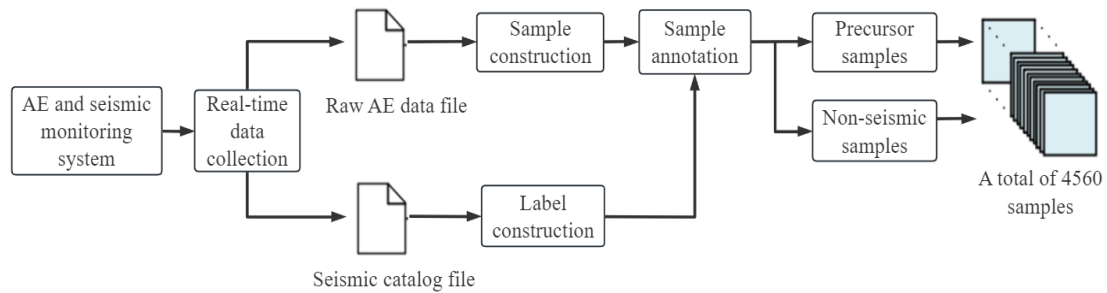 AE and seismic
monitoring
system
Real-time
data
collection
Raw AE data file
Sample
construction
Sample
annotation
Precursor
samples
Non-seismic
samples
A total of 4560
samples
Seismic catalog file
Label
construction